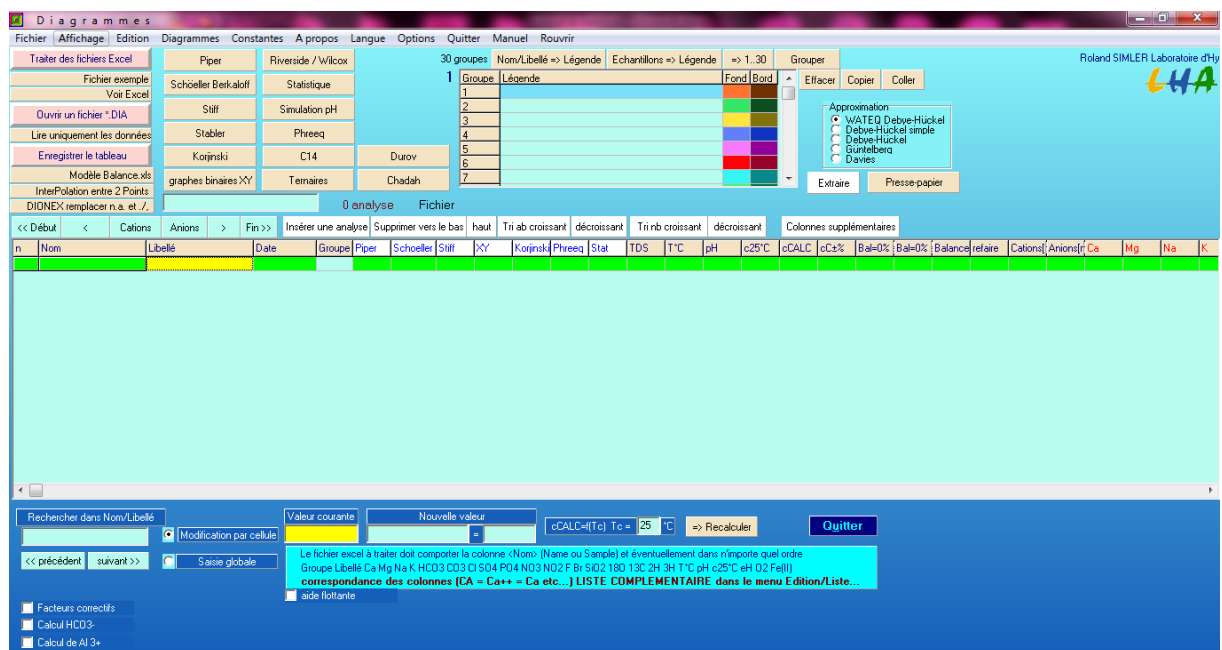 Diagrammes
Fichier Affichage Edition Diagrammes Constantes A propos Langue Options Quitter Manuel Rouvrir
Traiter des fichiers Excel
Fichier exemple
Voir Excel
Ouvrir un fichier *.DIA
Lire uniquement les données
Enregistrer le tableau
Modèle Balance.xls
InterPolation entre 2 Points
DIONEX remplacer n.a. et ./,
Piper
Schöeller Berkaloff
Stiff
Stabler
Korjinski
graphes binaires XY
Riverside / Wilcox
Statistique
Simulation pH
Phreeq
C14
Ternaires
Durov
Chadah
30 groupes Nom/Libellé => Légende Echantillons => Légende => 1..30 Grouper
1 Groupe Légende Fond Bord
1
2
3
4
5
6
7
Effacer Copier Coller
Approximation
WATEQ Debye-Hückel
Debye-Hückel simple
Debye-Hückel
Güntelberg
Davies
Extraire Presse-papier
Roland SIMLER Laboratoire d'Hy
LHA
0 analyse Fichier
<< Début < Cations Anions > Fin >> Insérer une analyse Supprimer vers le bas haut Tri ab croissant décroissant Tri nb croissant décroissant Colonnes supplémentaires
n Nom Libellé Date Groupe Piper Schoeller Stiff XY Korjinski Phreeq Stat TDS T°C pH c25°C cCALC cC±% Bal=0% Bal=0% Balance refaire Cations[ Anions[r Ca Mg Na K
Rechercher dans Nom/Libellé
<< précédent suivant >>
Modification par cellule
Saisie globale
Valeur courante Nouvelle valeur
=
cCALC=f(Tc) Tc = 25 °C => Recalculer
Quitter
Le fichier excel à traiter doit comporter la colonne <Nom> (Name ou Sample) et éventuellement dans n'importe quel ordre
Groupe Libellé Ca Mg Na K HCO3 CO3 Cl SO4 PO4 NO3 NO2 F Br SiO2 18O 13C 2H 3H T°C pH c25°C eH O2 Fe(II)
correspondance des colonnes (CA = Ca++ = Ca etc...) LISTE COMPLEMENTAIRE dans le menu Edition/Liste...
aide flottante
Facteurs correctifs
Calcul HCO3-
Calcul de Al 3+